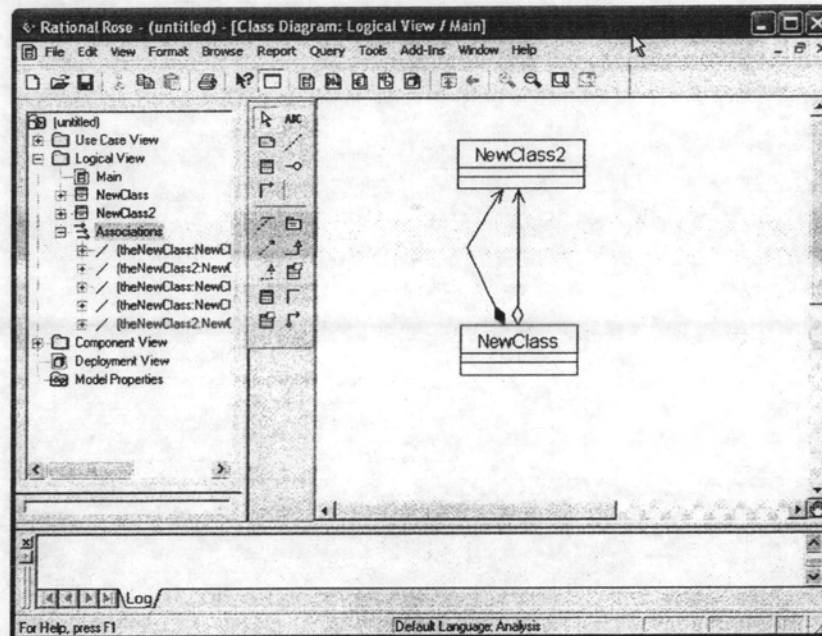 Rational Rose - (untitled) - [Class Diagram: Logical View / Main]
File Edit View Format Browse Report Query Tools Add-Ins Window Help
ABC
(untitled)
Use Case View
Logical View
Main
NewClass
NewClass2
Associations
(theNewClass:NewCl
(theNewClass2:NewC
(theNewClass:NewCl
(theNewClass:NewCl
(theNewClass2:NewC
Component View
Deployment View
Model Properties
NewClass2
NewClass
Log
For Help, press F1
Default Language: Analysis